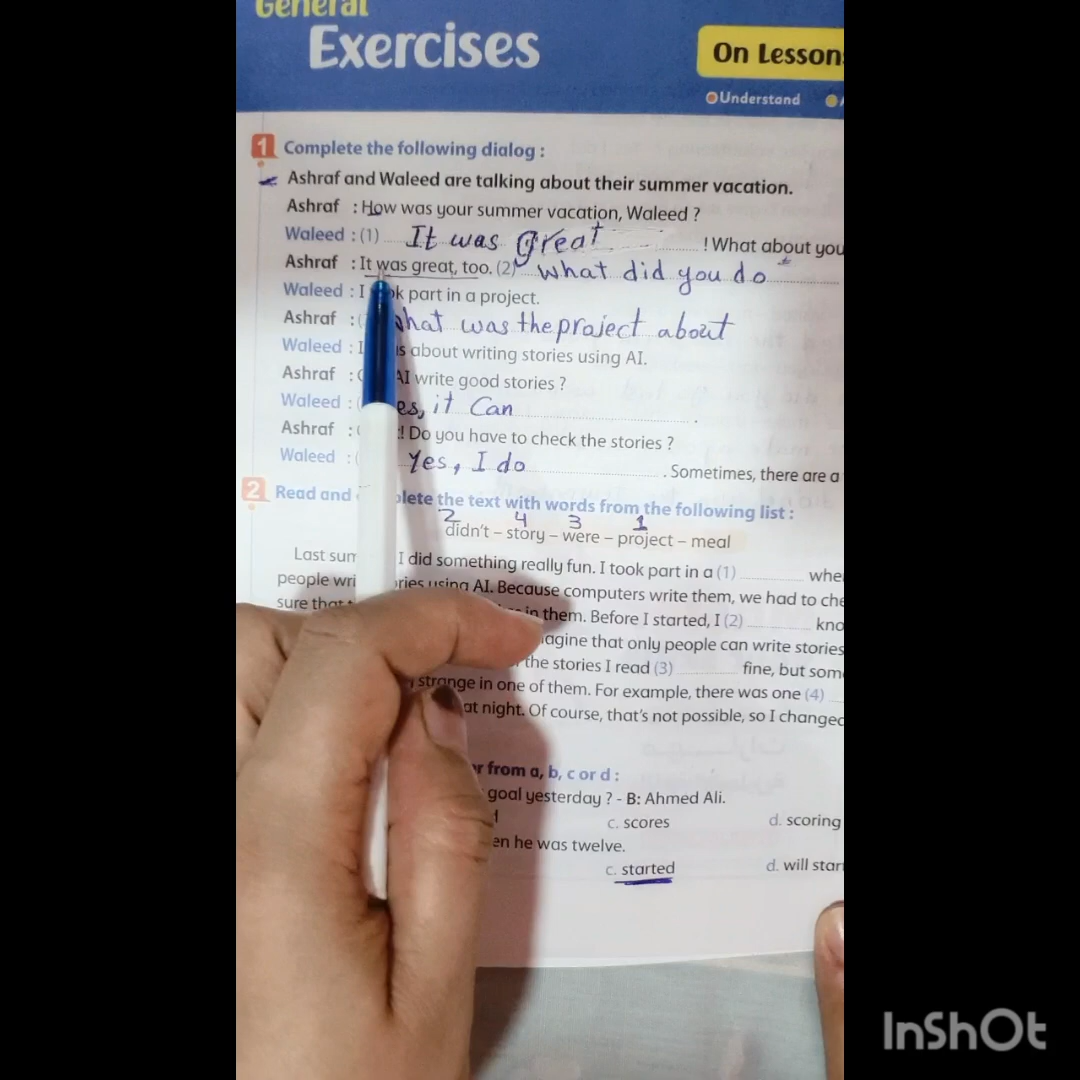 General
Exercises
On Lesson
Understand
1 Complete the following dialog :
Ashraf and Waleed are talking about their summer vacation.
Ashraf : How was your summer vacation, Waleed ?
Waleed : (1) It was great ! What about you
Ashraf : It was great, too. (2) what did you do
Waleed : I k part in a project.
Ashraf : hat was the project about
Waleed : I s about writing stories using AI.
Ashraf : AI write good stories ?
Waleed : es, it Can .
Ashraf : ! Do you have to check the stories ?
Waleed : Yes, I do . Sometimes, there are a
2 Read and plete the text with words from the following list :
2 4 3 1
didn't – story – were – project – meal
Last sum I did something really fun. I took part in a (1) whe
people wri ries using AI. Because computers write them, we had to che
sure that in them. Before I started, I (2) kno
agine that only people can write stories
the stories I read (3) fine, but som
strange in one of them. For example, there was one (4)
at night. Of course, that's not possible, so I changed
r from a, b, c or d :
goal yesterday ? - B: Ahmed Ali.
c. scores d. scoring
en he was twelve.
c. started d. will star
InShOt